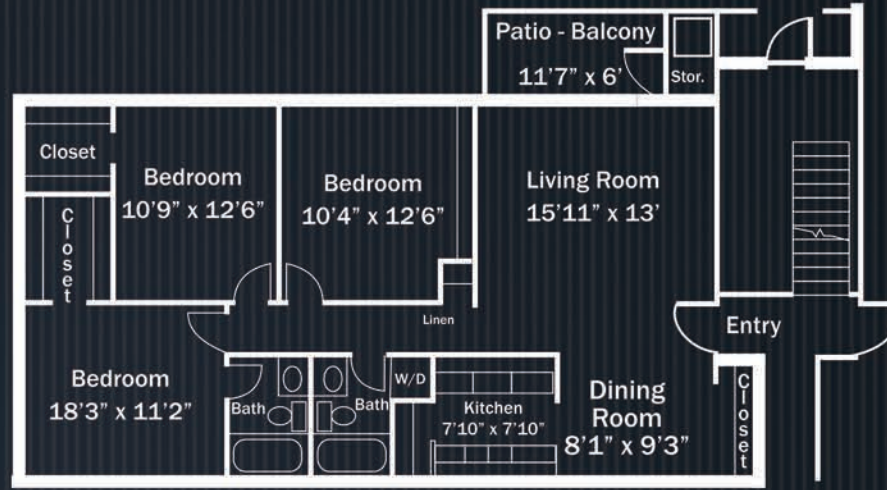 Patio - Balcony
11'7" x 6'
Stor.
Closet
Bedroom
10'9" x 12'6"
Bedroom
10'4" x 12'6"
Living Room
15'11" x 13'
Closet
Linen
Entry
Bedroom
18'3" x 11'2"
Bath
Bath
W/D
Kitchen
7'10" x 7'10"
Dining
Room
8'1" x 9'3"
Closet